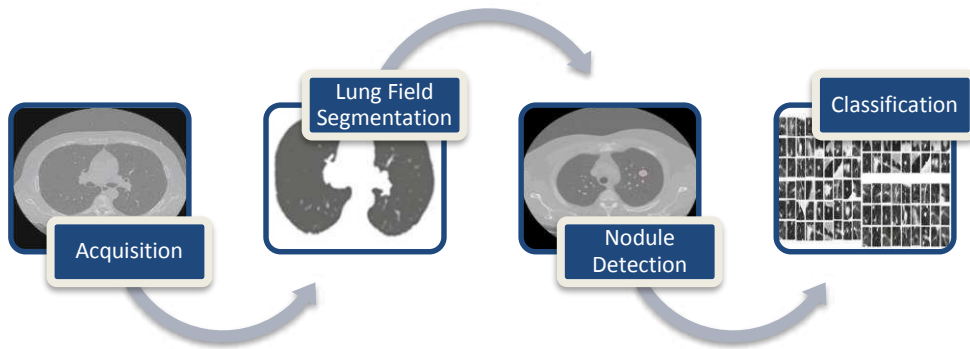 Acquisition
Lung Field
Segmentation
Nodule
Detection
Classification